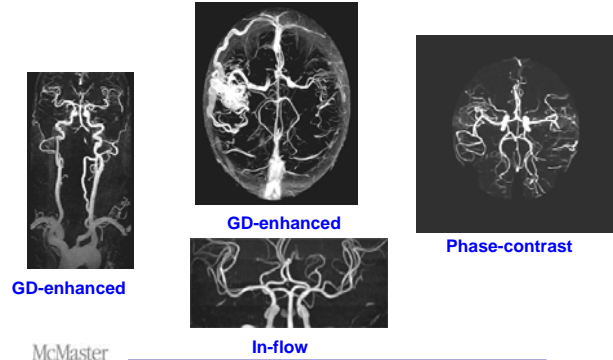 GD-enhanced
Phase-contrast
GD-enhanced
In-flow
McMaster